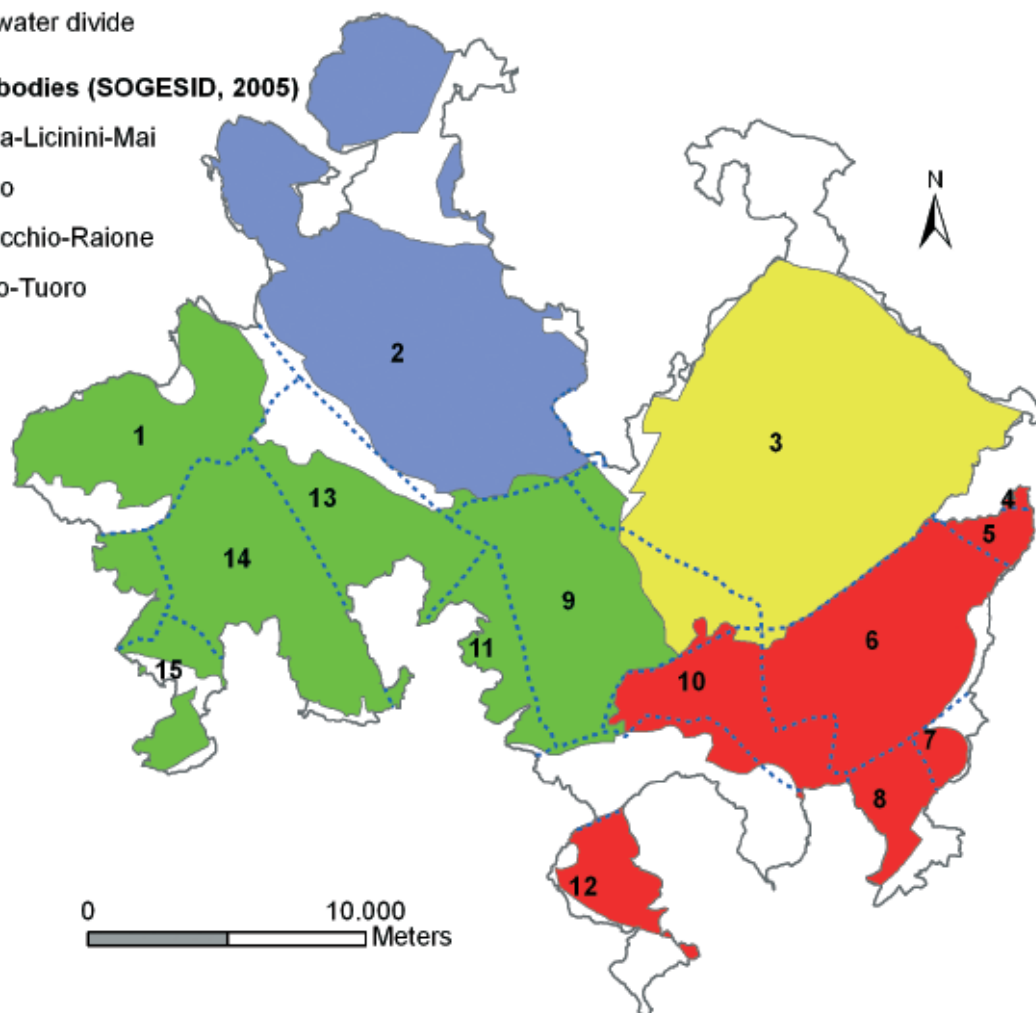 water divide
bodies (SOGESID, 2005)
a-Licinini-Mai
o
cchio-Raione
o-Tuoro
N
2
3
1
13
4
5
14
9
6
11
15
10
7
8
12
0 10.000
Meters